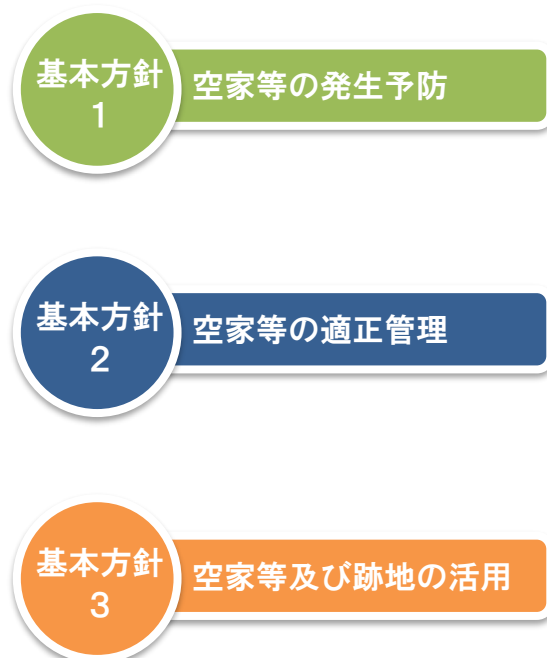 基本方針
1
空家等の発生予防
基本方針
2
空家等の適正管理
基本方針
3
空家等及び跡地の活用